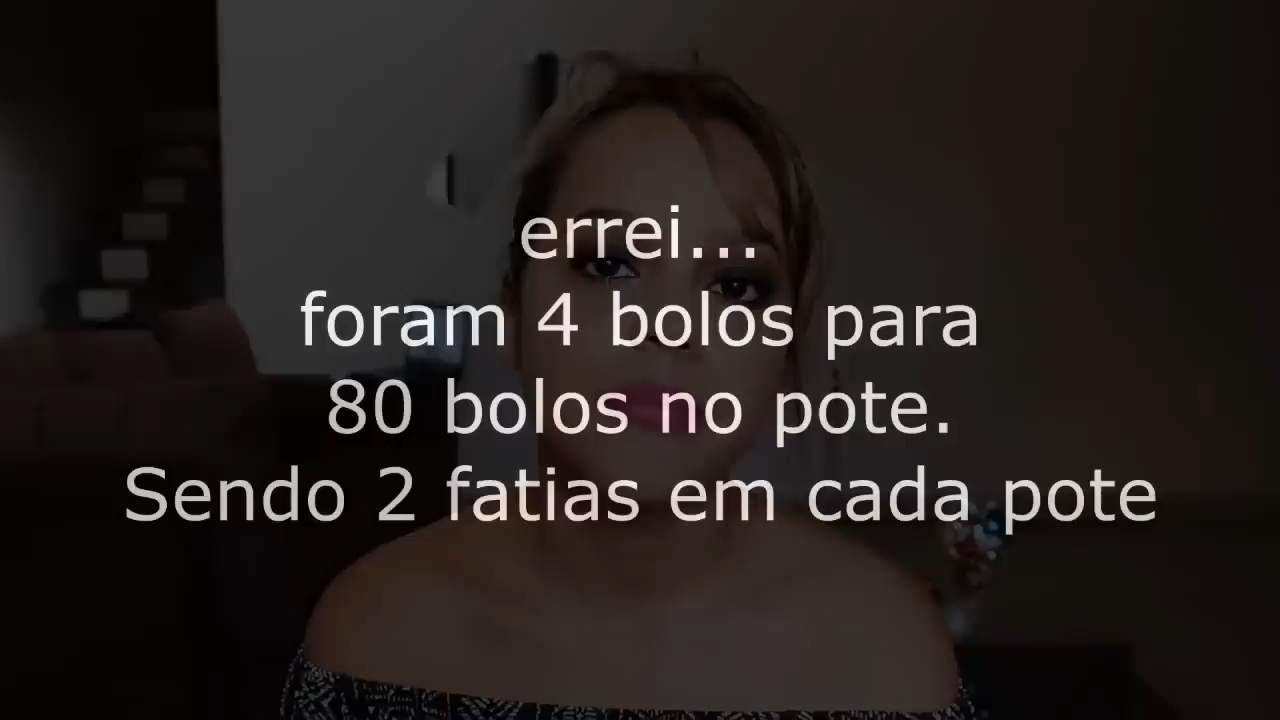 errei...
foram 4 bolos para
80 bolos no pote.
Sendo 2 fatias em cada pote